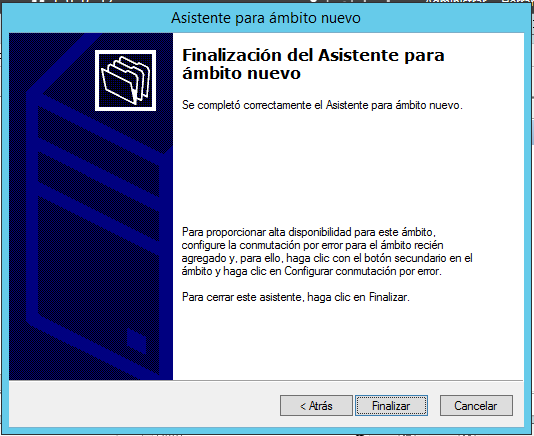 Administrar
Asistente para ámbito nuevo
Finalización del Asistente para
ámbito nuevo
Se completó correctamente el Asistente para ámbito nuevo.
Para proporcionar alta disponibilidad para este ámbito,
configure la conmutación por error para el ámbito recién
agregado y, para ello, haga clic con el botón secundario en el
ámbito y haga clic en Configurar conmutación por error.
Para cerrar este asistente, haga clic en Finalizar.
< Atrás
Finalizar
Cancelar